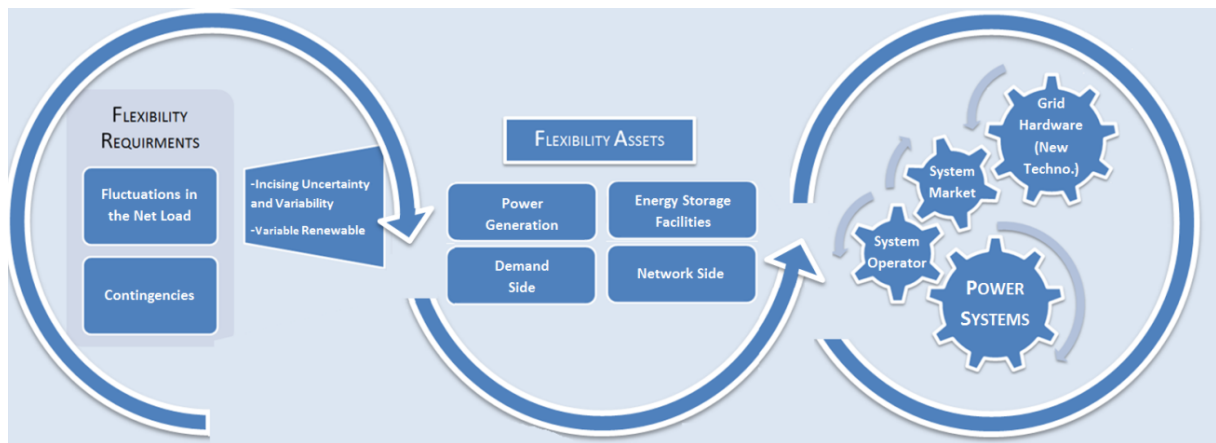 FLEXIBILITY
REQUIRMENTS
Fluctuations in
the Net Load
Contingencies
-Incising Uncertainty
and Variability
-Variable Renewable
FLEXIBILITY ASSETS
Power
Generation
Energy Storage
Facilities
Demand
Side
Network Side
Grid
Hardware
(New
Techno.)
System
Market
System
Operator
POWER
SYSTEMS